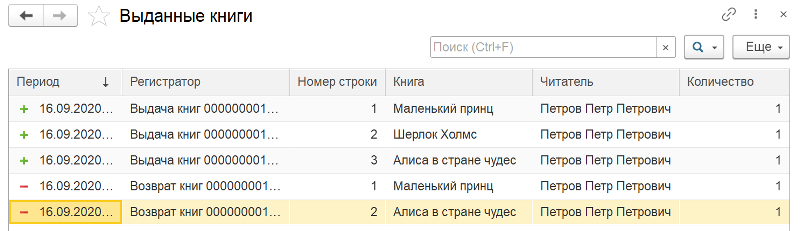 Выданные книги
Поиск (Ctrl+F) × Еще
Период ↓ Регистратор Номер строки Книга Читатель Количество
16.09.2020... Выдача книг 000000001... 1 Маленький принц Петров Петр Петрович 1
16.09.2020... Выдача книг 000000001... 2 Шерлок Холмс Петров Петр Петрович 1
16.09.2020... Выдача книг 000000001... 3 Алиса в стране чудес Петров Петр Петрович 1
16.09.2020... Возврат книг 000000001... 1 Маленький принц Петров Петр Петрович 1
16.09.2020... Возврат книг 000000001... 2 Алиса в стране чудес Петров Петр Петрович 1